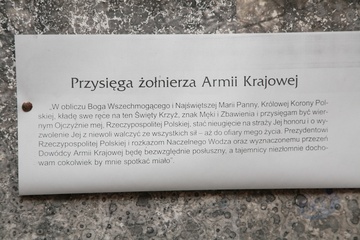 Przysięga żołnierza Armii Krajowej
„W obliczu Boga Wszechmogącego i Najświętszej Marii Panny, Królowej Korony Pol-
skiej, kładę swe ręce na ten Święty Krzyż, znak Męki i Zbawienia i przysięgam być wier-
nym Ojczyźnie mej, Rzeczypospolitej Polskiej, stać nieugięcie na straży Jej honoru i o wy-
zwolenie Jej z niewoli walczyć ze wszystkich sił – aż do ofiary mego życia. Prezydentowi
Rzeczypospolitej Polskiej i rozkazom Naczelnego Wodza oraz wyznaczonemu przezeń
Dowódcy Armii Krajowej będę bezwzględnie posłuszny, a tajemnicy niezłomnie docho-
wam cokolwiek by mnie spotkać miało”.